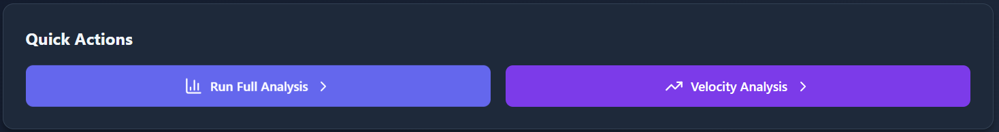 Quick Actions
Run Full Analysis
Velocity Analysis